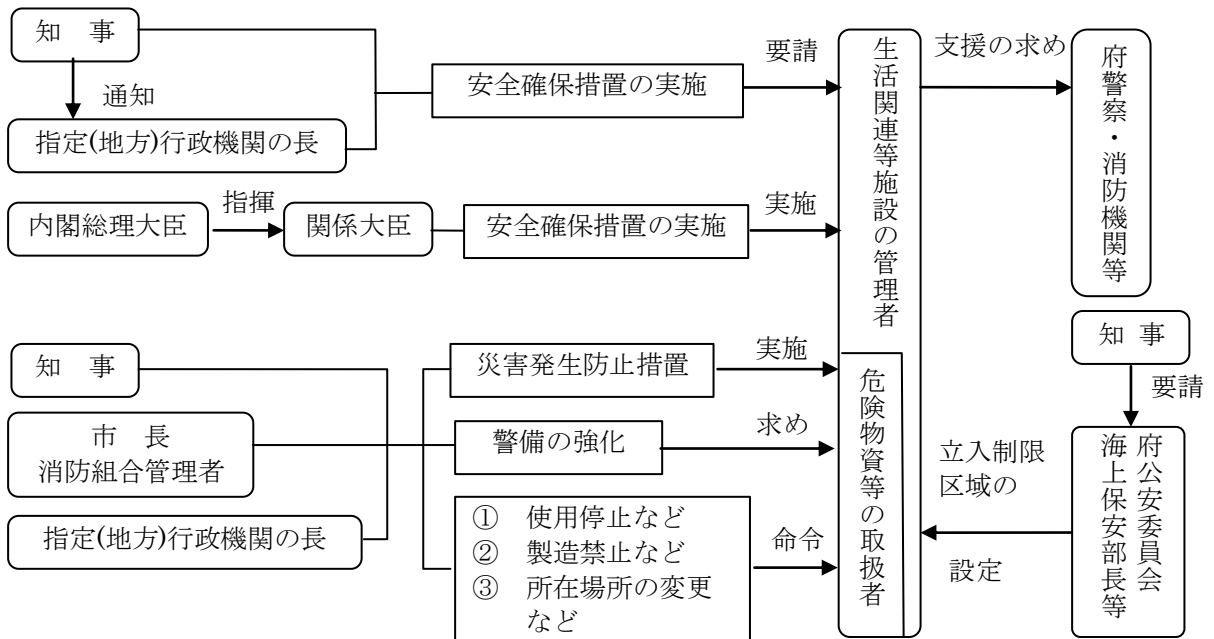 知　事
通知
指定(地方)行政機関の長
安全確保措置の実施
要請
生活関連等施設の管理者
支援の求め
府警察・消防機関等
内閣総理大臣
指揮
関係大臣
安全確保措置の実施
実施
知　事
要請
知　事
市　長
消防組合管理者
指定(地方)行政機関の長
災害発生防止措置
実施
警備の強化
求め
①　使用停止など
②　製造禁止など
③　所在場所の変更
など
命令
危険物資等の取扱者
立入制限
区域の
設定
府公安委員会
海上保安部長等